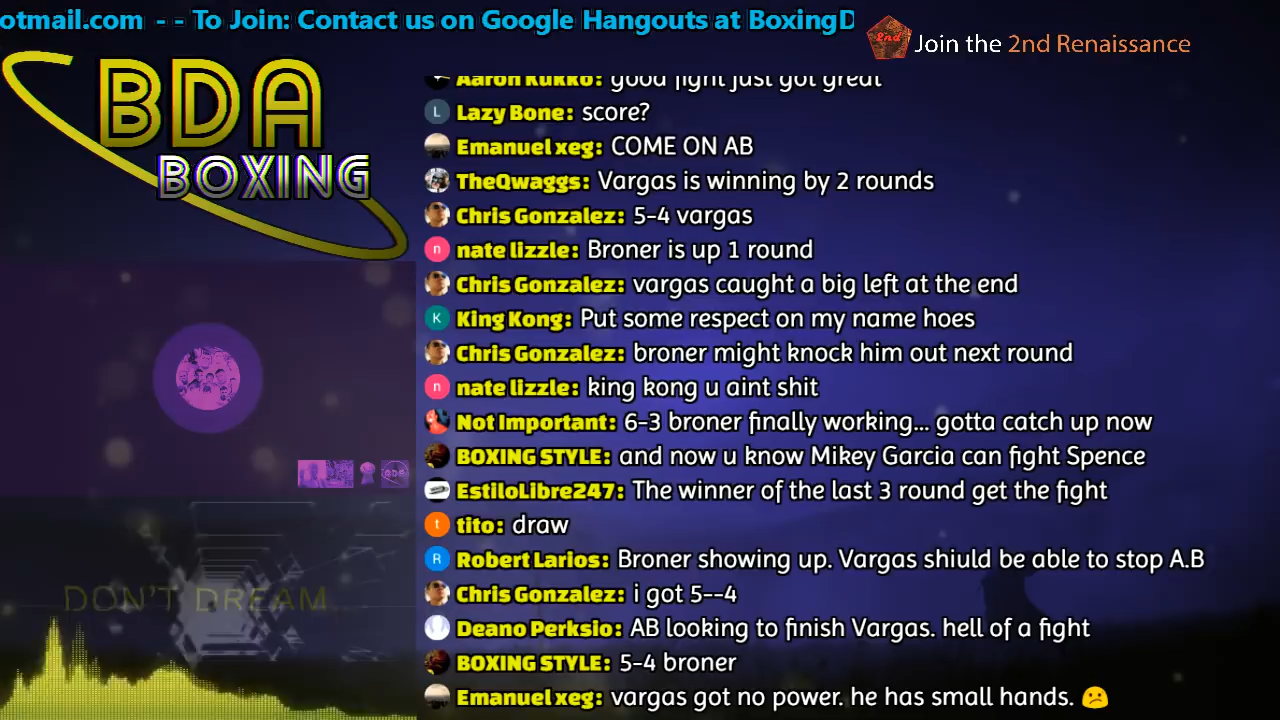 otmail.com - - To Join: Contact us on Google Hangouts at BoxingD
2nd
Join the 2nd Renaissance
BDA
BOXING
Aaron Kukko: good fight just got great
L Lazy Bone: score?
Emanuel xeg: COME ON AB
TheQwaggs: Vargas is winning by 2 rounds
Chris Gonzalez: 5-4 vargas
n nate lizzle: Broner is up 1 round
Chris Gonzalez: vargas caught a big left at the end
K King Kong: Put some respect on my name hoes
Chris Gonzalez: broner might knock him out next round
n nate lizzle: king kong u aint shit
Not Important: 6-3 broner finally working... gotta catch up now
BOXING STYLE: and now u know Mikey Garcia can fight Spence
EstiloLibre247: The winner of the last 3 round get the fight
t tito: draw
R Robert Larios: Broner showing up. Vargas shiuld be able to stop A.B
Chris Gonzalez: i got 5--4
Deano Perksio: AB looking to finish Vargas. hell of a fight
BOXING STYLE: 5-4 broner
Emanuel xeg: vargas got no power. he has small hands. 😕
DON'T DREAM...